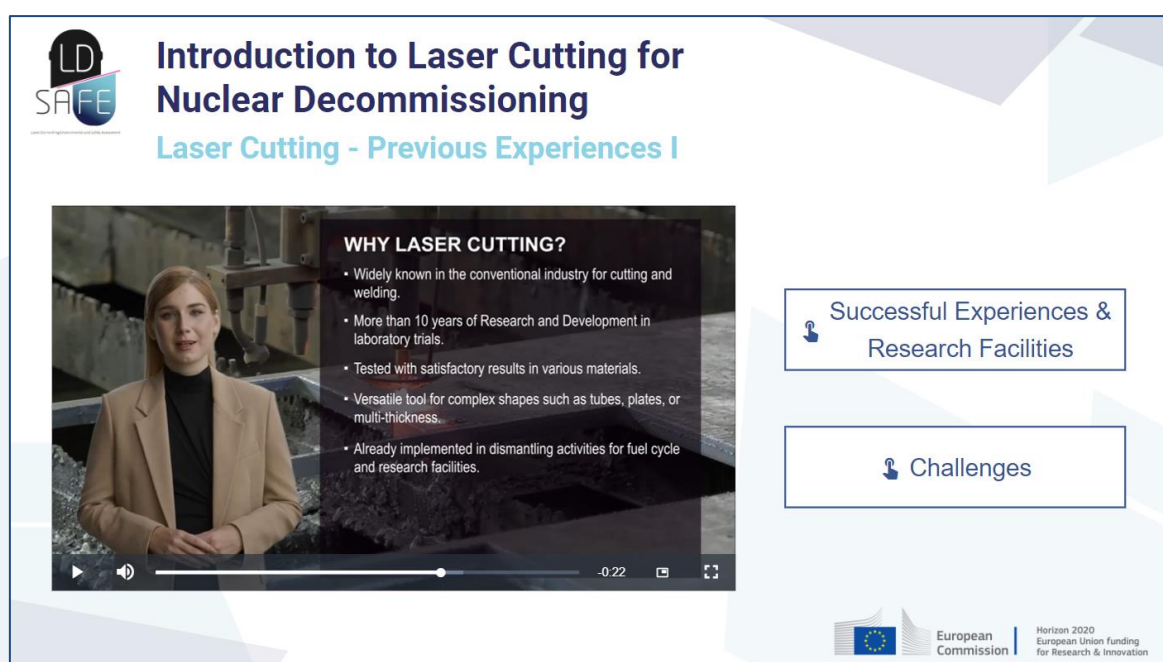 LD
SAFE
Introduction to Laser Cutting for
Nuclear Decommissioning
Laser Cutting - Previous Experiences I
WHY LASER CUTTING?
▪ Widely known in the conventional industry for cutting and
welding.
▪ More than 10 years of Research and Development in
laboratory trials.
▪ Tested with satisfactory results in various materials.
▪ Versatile tool for complex shapes such as tubes, plates, or
multi-thickness.
▪ Already implemented in dismantling activities for fuel cycle
and research facilities.
-0:22
Successful Experiences &
Research Facilities
Challenges
European
Commission
Horizon 2020
European Union funding
for Research & Innovation